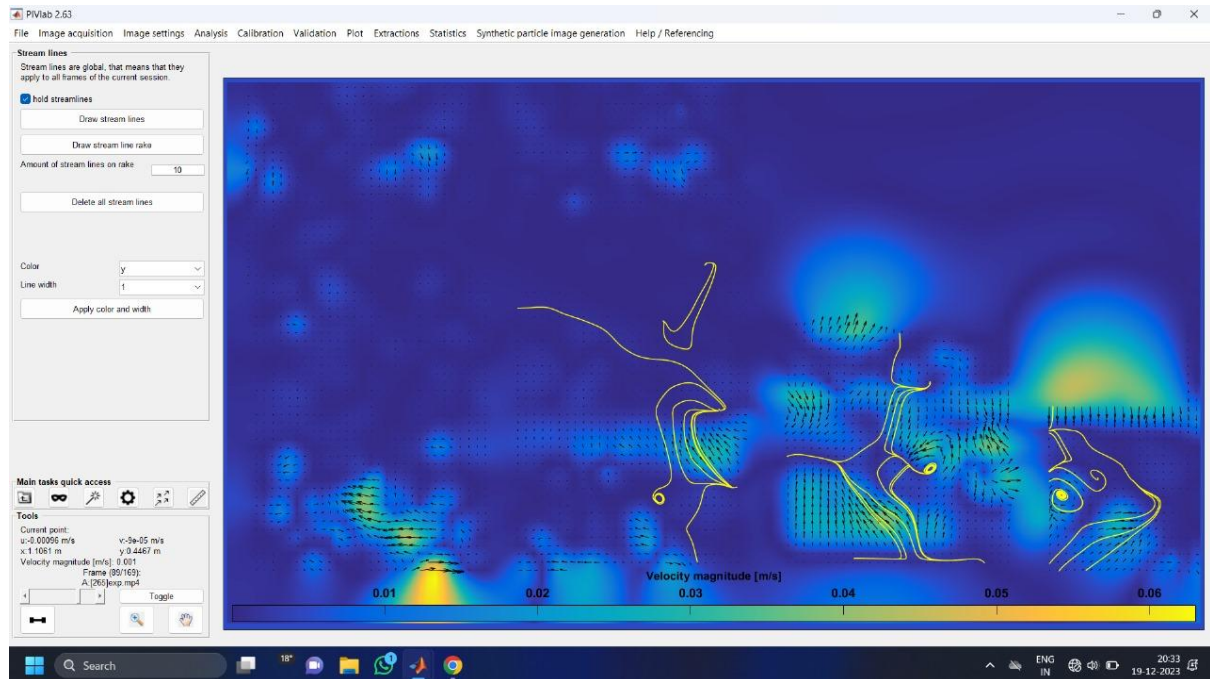 PIVlab 2.63
File Image acquisition Image settings Analysis Calibration Validation Plot Extractions Statistics Synthetic particle image generation Help / Referencing
Stream lines
Stream lines are global, that means that they
apply to all frames of the current session.
hold streamlines
Draw stream lines
Draw stream line rake
Amount of stream lines on rake 10
Delete all stream lines
Color y
Line width 1
Apply color and width
Main tasks quick access
Tools
Current point:
u:-0.00096 m/s v:-9e-05 m/s
x:1.1061 m y:0.4467 m
Velocity magnitude [m/s]: 0.001
Frame (89/169):
A:[265]exp.mp4
Toggle
Velocity magnitude [m/s]
0.01 0.02 0.03 0.04 0.05 0.06
Search
18°
1
ENG
IN
20:33
19-12-2023